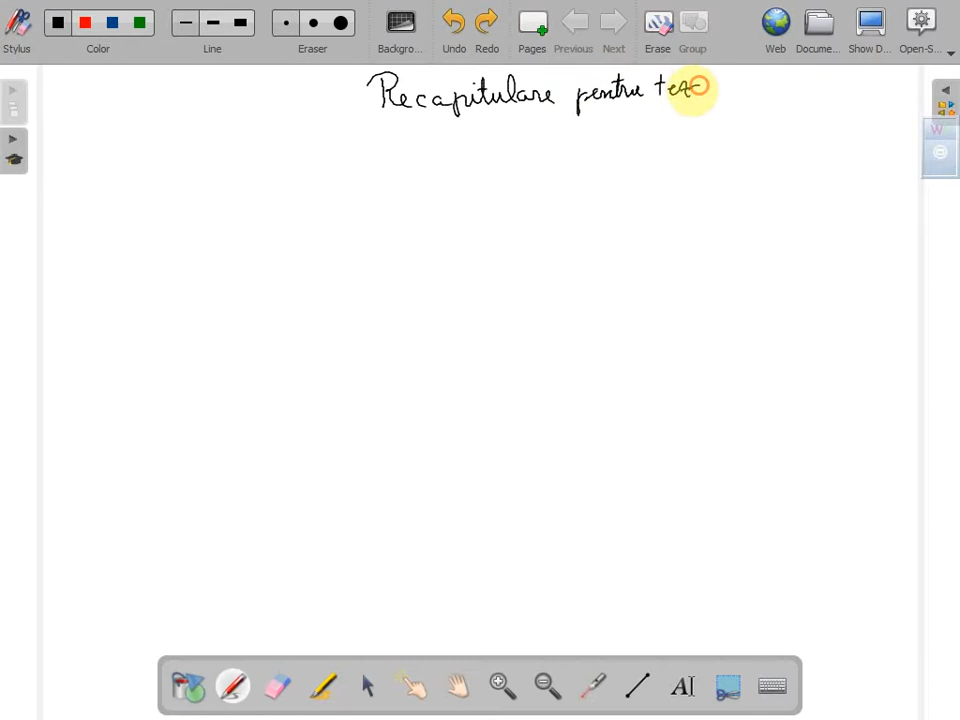 Stylus
Color
Line
Eraser
Backgro...
Undo
Redo
Pages
Previous
Next
Erase
Group
Web
Docume...
Show D...
Open-S...
Recapitulare pentru
W